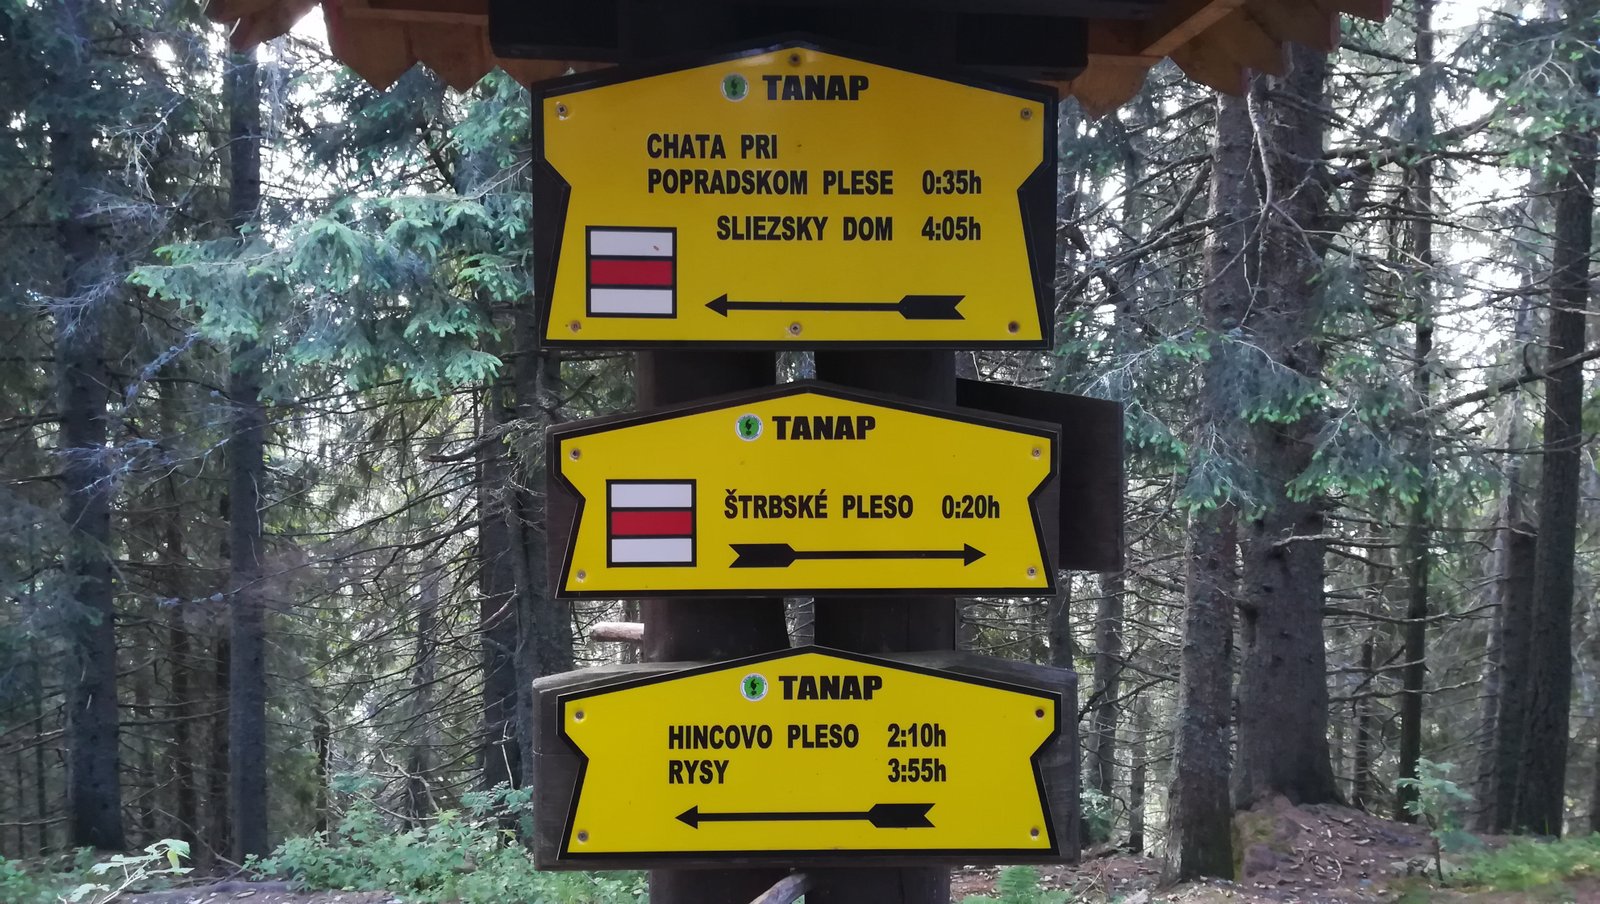 TANAP
CHATA PRI
POPRADSKOM PLESE 0:35h
SLIEZSKY DOM 4:05h
TANAP
ŠTRBSKÉ PLESO 0:20h
TANAP
HINCOVO PLESO 2:10h
RYSY 3:55h